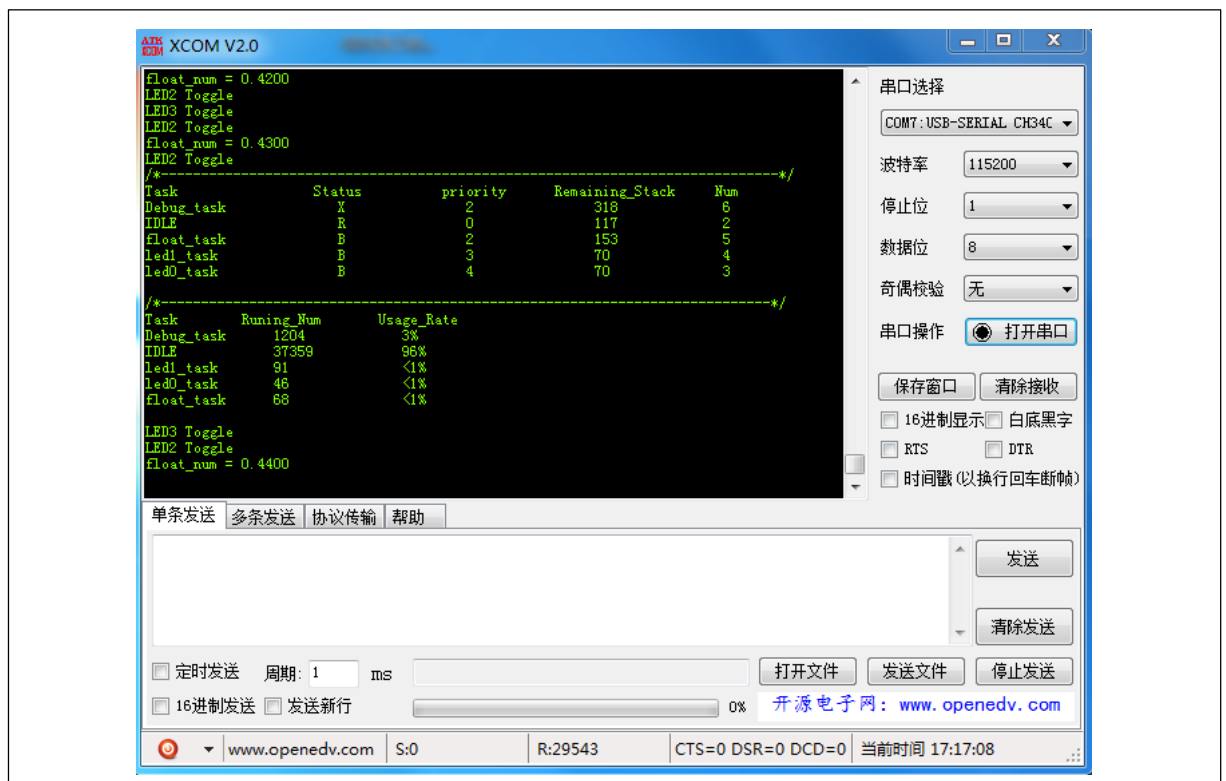 ATK XCOM XCOM V2.0
float_num = 0.4200
LED2 Toggle
LED3 Toggle
LED2 Toggle
float_num = 0.4300
LED2 Toggle
/*---------------------------------------------------------------------------*/
Task Status priority Remaining_Stack Num
Debug_task X 2 318 6
IDLE R 0 117 2
float_task B 2 153 5
led1_task B 3 70 4
led0_task B 4 70 3
/*--------------------------------------------------------------------------*/
Task Runing_Num Usage_Rate
Debug_task 1204 3%
IDLE 37359 96%
led1_task 91 <1%
led0_task 46 <1%
float_task 68 <1%
LED3 Toggle
LED2 Toggle
float_num = 0.4400
串口选择
COM7:USB-SERIAL CH34
波特率 115200
停止位 1
数据位 8
奇偶校验 无
串口操作 打开串口
保存窗口 清除接收
16进制显示 白底黑字
RTS DTR
时间戳(以换行回车断帧)
单条发送 多条发送 协议传输 帮助
发送
清除发送
定时发送 周期: 1 ms 打开文件 发送文件 停止发送
16进制发送 发送新行 0% 开源电子网: www.openedv.com
www.openedv.com S:0 R:29543 CTS=0 DSR=0 DCD=0 当前时间 17:17:08